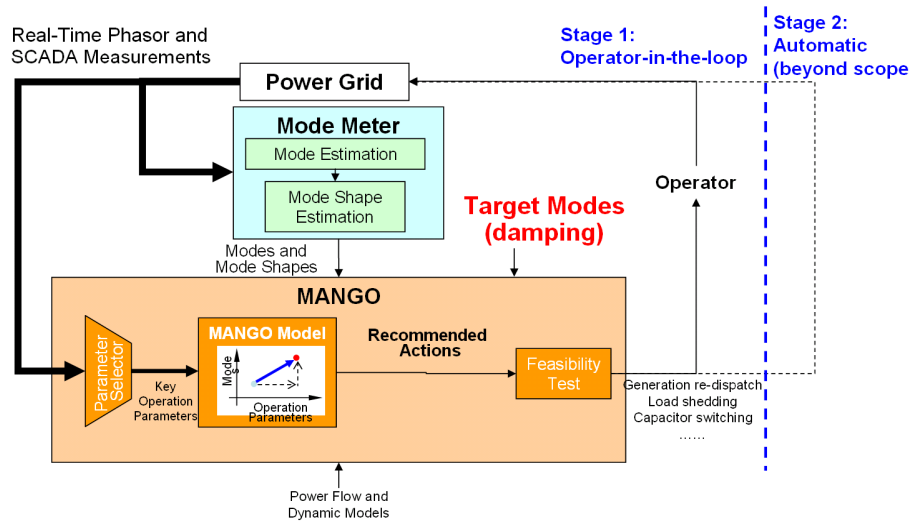 Real-Time Phasor and
SCADA Measurements
Stage 1:
Operator-in-the-loop
Stage 2:
Automatic
(beyond scope
Power Grid
Mode Meter
Mode Estimation
Mode Shape
Estimation
Operator
Target Modes
(damping)
Modes and
Mode Shapes
MANGO
Parameter
Selector
Key
Operation
Parameters
MANGO Model
Mode
s
Operation
Parameters
Recommended
Actions
Feasibility
Test
Generation re-dispatch
Load shedding
Capacitor switching
......
Power Flow and
Dynamic Models